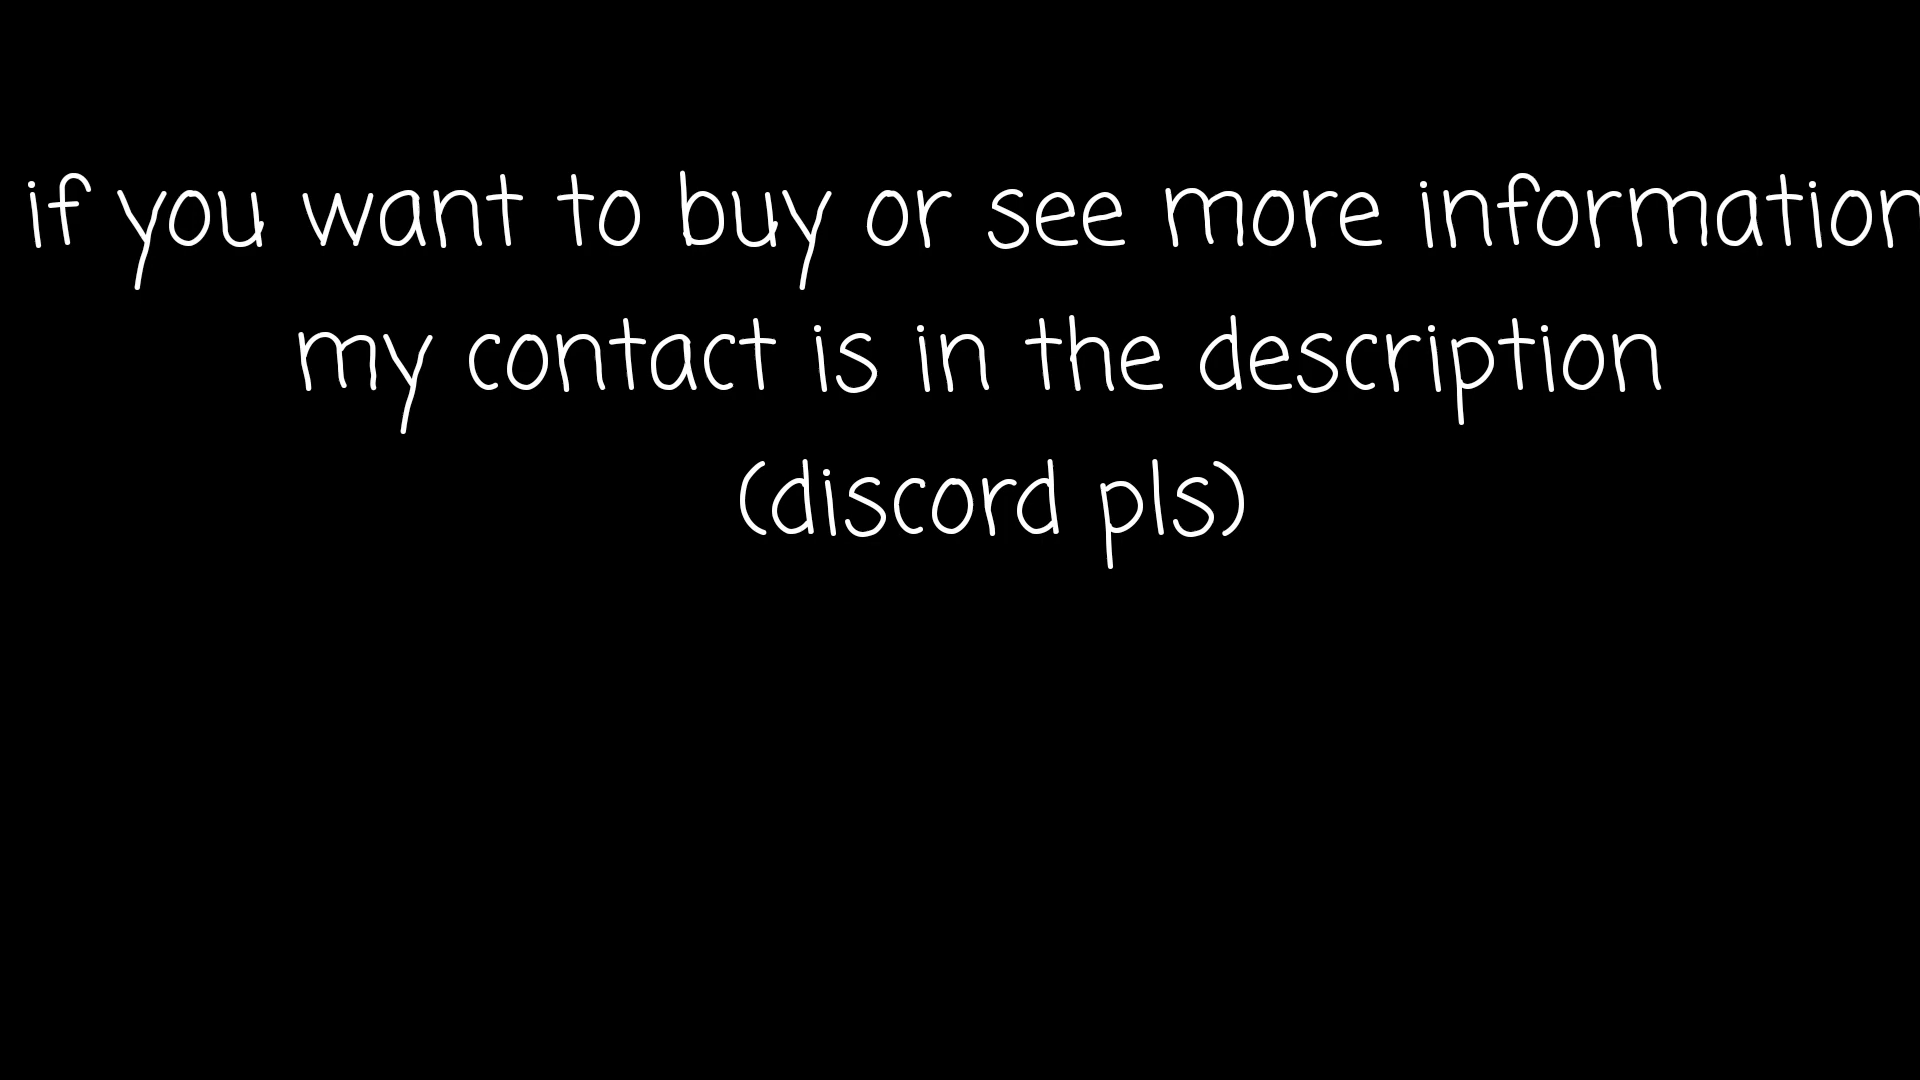 if you want to buy or see more information
my contact is in the description
(discord pls)